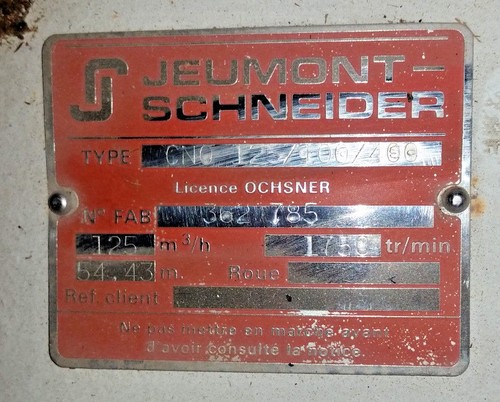 JEUMONT-
SCHNEIDER
TYPE CNG 125/100/400
Licence OCHSNER
N° FAB 362 785
125 m³/h 1750 tr/min
54.43 m. Roue
Ref. client
Ne pas mettre en marche avant
d'avoir consulté la notice.